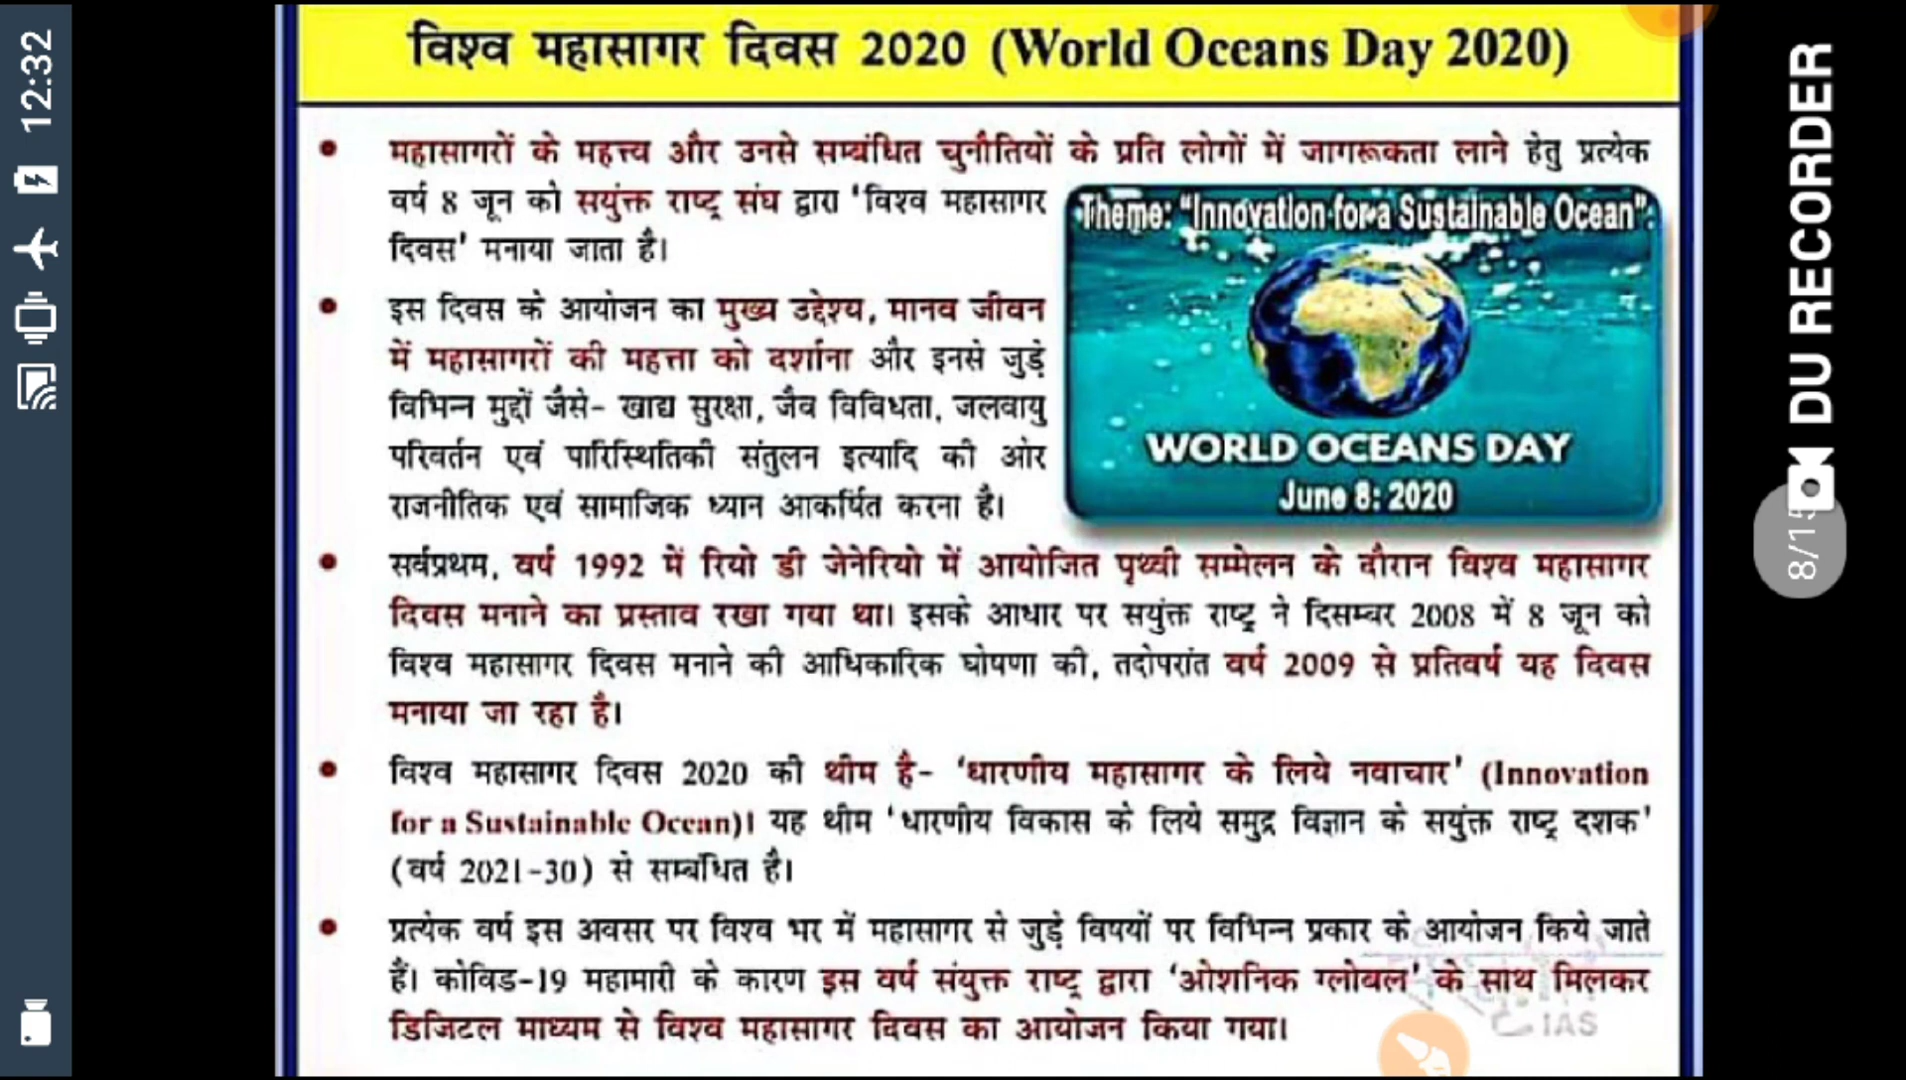 12:32
विश्व महासागर दिवस 2020 (World Oceans Day 2020)
• महासागरों के महत्त्व और उनसे सम्बंधित चुनौतियों के प्रति लोगों में जागरूकता लाने हेतु प्रत्येक
वर्ष 8 जून को सयुंक्त राष्ट्र संघ द्वारा 'विश्व महासागर
दिवस' मनाया जाता है।
Theme: "Innovation for a Sustainable Ocean":
WORLD OCEANS DAY
June 8: 2020
• इस दिवस के आयोजन का मुख्य उद्देश्य, मानव जीवन
में महासागरों की महत्ता को दर्शाना और इनसे जुड़े
विभिन्न मुद्दों जैसे- खाद्य सुरक्षा, जैव विविधता, जलवायु
परिवर्तन एवं पारिस्थितिकी संतुलन इत्यादि की ओर
राजनीतिक एवं सामाजिक ध्यान आकर्षित करना है।
• सर्वप्रथम, वर्ष 1992 में रियो डी जेनेरियो में आयोजित पृथ्वी सम्मेलन के दौरान विश्व महासागर
दिवस मनाने का प्रस्ताव रखा गया था। इसके आधार पर सयुंक्त राष्ट्र ने दिसम्बर 2008 में 8 जून को
विश्व महासागर दिवस मनाने की आधिकारिक घोषणा की, तदोपरांत वर्ष 2009 से प्रतिवर्ष यह दिवस
मनाया जा रहा है।
• विश्व महासागर दिवस 2020 की थीम है- 'धारणीय महासागर के लिये नवाचार' (Innovation
for a Sustainable Ocean)। यह थीम 'धारणीय विकास के लिये समुद्र विज्ञान के सयुंक्त राष्ट्र दशक'
(वर्ष 2021-30) से सम्बंधित है।
• प्रत्येक वर्ष इस अवसर पर विश्व भर में महासागर से जुड़े विषयों पर विभिन्न प्रकार के आयोजन किये जाते
हैं। कोविड-19 महामारी के कारण इस वर्ष संयुक्त राष्ट्र द्वारा 'ओशनिक ग्लोबल' के साथ मिलकर
डिजिटल माध्यम से विश्व महासागर दिवस का आयोजन किया गया।
IAS
DU RECORDER
8/15